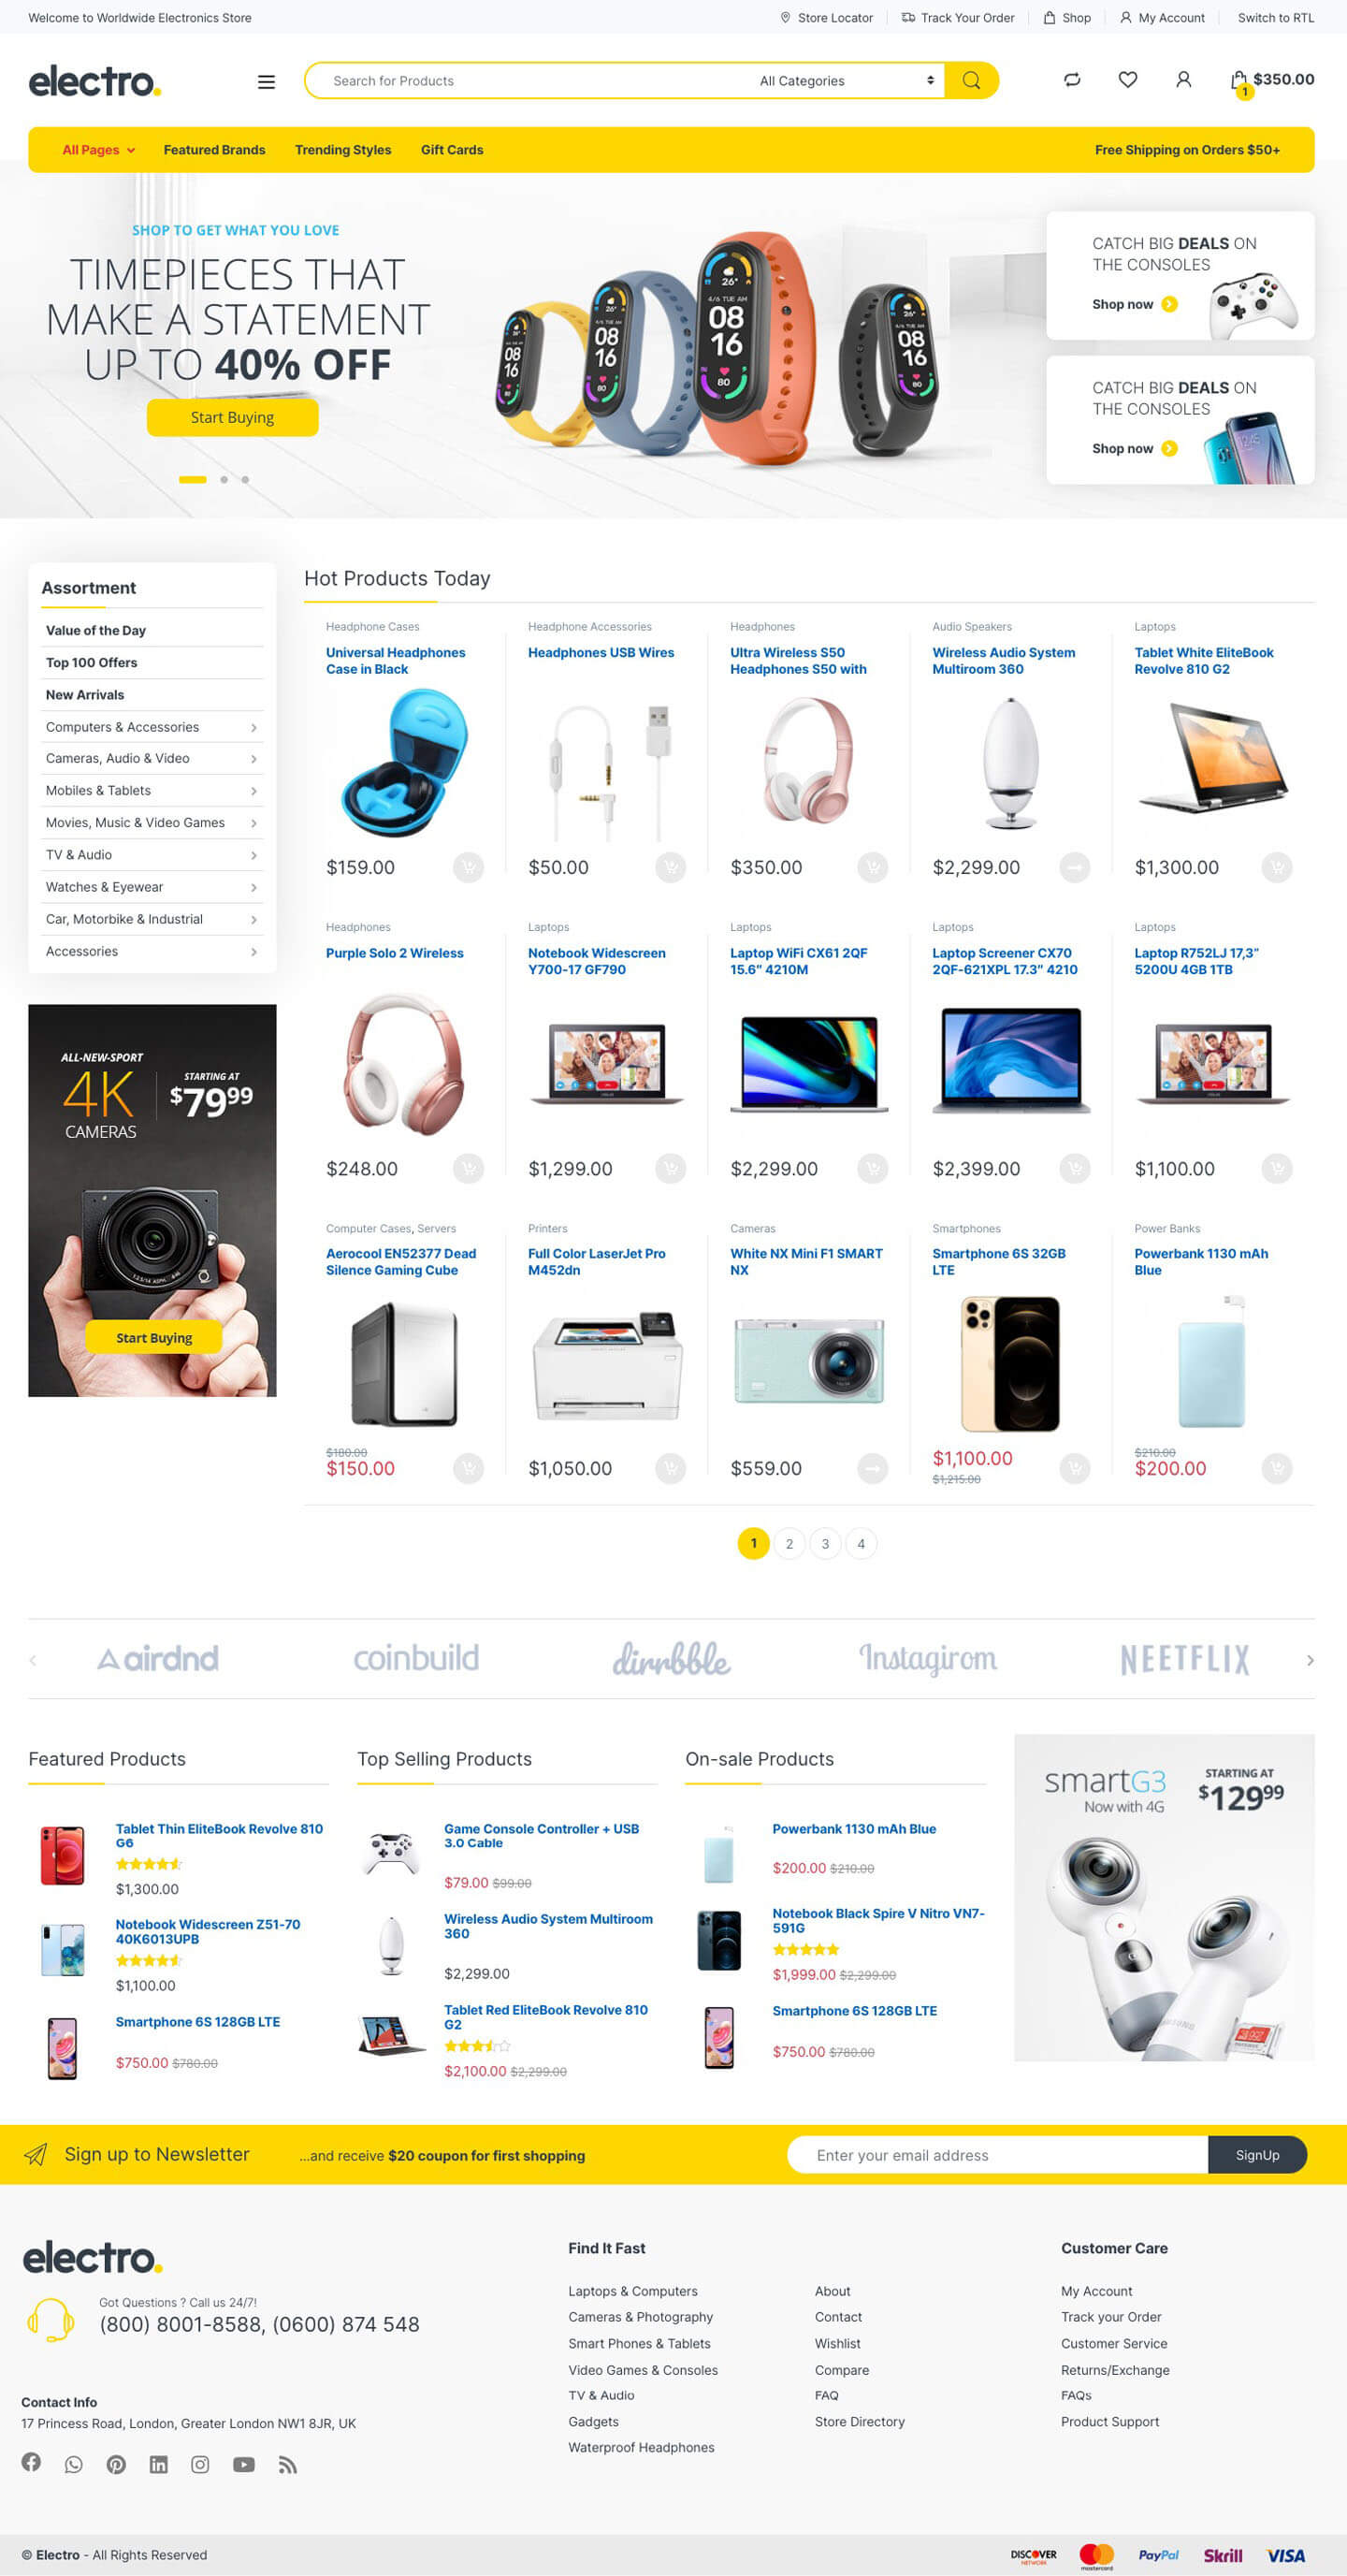 Welcome to Worldwide Electronics Store
Store Locator
Track Your Order
Shop
My Account
Switch to RTL
electro.
Search for Products
All Categories
1
$350.00
All Pages
Featured Brands
Trending Styles
Gift Cards
Free Shipping on Orders $50+
SHOP TO GET WHAT YOU LOVE
TIMEPIECES THAT
MAKE A STATEMENT
UP TO 40% OFF
Start Buying
CATCH BIG DEALS ON
THE CONSOLES
Shop now
CATCH BIG DEALS ON
THE CONSOLES
Shop now
Assortment
Value of the Day
Top 100 Offers
New Arrivals
Computers & Accessories
Cameras, Audio & Video
Mobiles & Tablets
Movies, Music & Video Games
TV & Audio
Watches & Eyewear
Car, Motorbike & Industrial
Accessories
ALL-NEW-SPORT
4K
CAMERAS
STARTING AT
$7999
Start Buying
Hot Products Today
Headphone Cases
Universal Headphones
Case in Black
$159.00
Headphone Accessories
Headphones USB Wires
$50.00
Headphones
Ultra Wireless S50
Headphones S50 with
$350.00
Audio Speakers
Wireless Audio System
Multiroom 360
$2,299.00
Laptops
Tablet White EliteBook
Revolve 810 G2
$1,300.00
Headphones
Purple Solo 2 Wireless
$248.00
Laptops
Notebook Widescreen
Y700-17 GF790
$1,299.00
Laptops
Laptop WiFi CX61 2QF
15.6″ 4210M
$2,299.00
Laptops
Laptop Screener CX70
2QF-621XPL 17.3″ 4210
$2,399.00
Laptops
Laptop R752LJ 17,3”
5200U 4GB 1TB
$1,100.00
Computer Cases, Servers
Aerocool EN52377 Dead
Silence Gaming Cube
$180.00
$150.00
Printers
Full Color LaserJet Pro
M452dn
$1,050.00
Cameras
White NX Mini F1 SMART
NX
$559.00
Smartphones
Smartphone 6S 32GB
LTE
$1,100.00
$1,215.00
Power Banks
Powerbank 1130 mAh
Blue
$210.00
$200.00
1 2 3 4
airdnd
coinbuild
dirrbble
Instagirom
NEETFLIX
Featured Products
Tablet Thin EliteBook Revolve 810
G6
$1,300.00
Notebook Widescreen Z51-70
40K6013UPB
$1,100.00
Smartphone 6S 128GB LTE
$750.00 $780.00
Top Selling Products
Game Console Controller + USB
3.0 Cable
$79.00 $99.00
Wireless Audio System Multiroom
360
$2,299.00
Tablet Red EliteBook Revolve 810
G2
$2,100.00 $2,299.00
On-sale Products
Powerbank 1130 mAh Blue
$200.00 $210.00
Notebook Black Spire V Nitro VN7-
591G
$1,999.00 $2,299.00
Smartphone 6S 128GB LTE
$750.00 $780.00
smartG3
Now with 4G
STARTING AT
$12999
SAMSUNG
Sign up to Newsletter
...and receive $20 coupon for first shopping
Enter your email address
SignUp
electro.
Got Questions ? Call us 24/7!
(800) 8001-8588, (0600) 874 548
Contact Info
17 Princess Road, London, Greater London NW1 8JR, UK
Find It Fast
Laptops & Computers
Cameras & Photography
Smart Phones & Tablets
Video Games & Consoles
TV & Audio
Gadgets
Waterproof Headphones
About
Contact
Wishlist
Compare
FAQ
Store Directory
Customer Care
My Account
Track your Order
Customer Service
Returns/Exchange
FAQs
Product Support
© Electro - All Rights Reserved
DISCOVER
NETWORK
mastercard
PayPal
Skrill
VISA